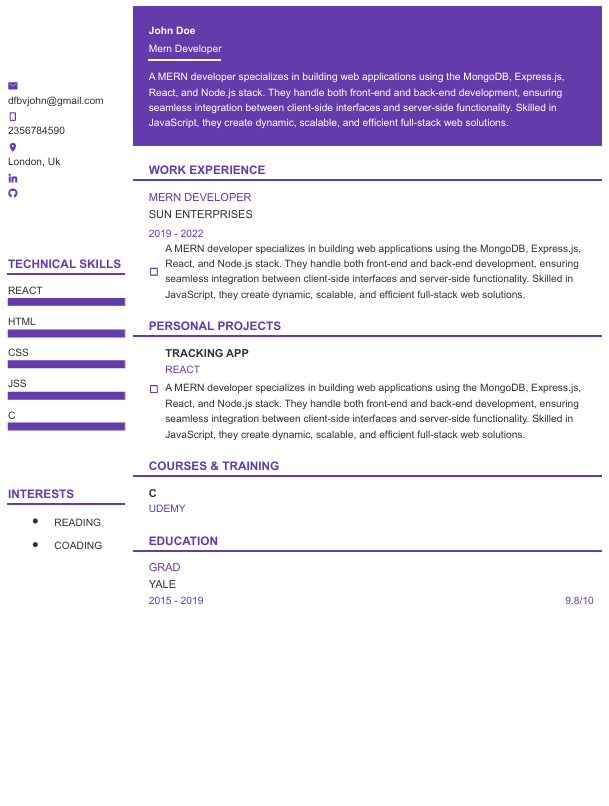 John Doe
Mern Developer
A MERN developer specializes in building web applications using the MongoDB, Express.js,
React, and Node.js stack. They handle both front-end and back-end development, ensuring
seamless integration between client-side interfaces and server-side functionality. Skilled in
JavaScript, they create dynamic, scalable, and efficient full-stack web solutions.
dfbvjohn@gmail.com
2356784590
London, Uk
TECHNICAL SKILLS
REACT
HTML
CSS
JSS
C
INTERESTS
READING
COADING
WORK EXPERIENCE
MERN DEVELOPER
SUN ENTERPRISES
2019 - 2022
A MERN developer specializes in building web applications using the MongoDB, Express.js,
React, and Node.js stack. They handle both front-end and back-end development, ensuring
seamless integration between client-side interfaces and server-side functionality. Skilled in
JavaScript, they create dynamic, scalable, and efficient full-stack web solutions.
PERSONAL PROJECTS
TRACKING APP
REACT
A MERN developer specializes in building web applications using the MongoDB, Express.js,
React, and Node.js stack. They handle both front-end and back-end development, ensuring
seamless integration between client-side interfaces and server-side functionality. Skilled in
JavaScript, they create dynamic, scalable, and efficient full-stack web solutions.
COURSES & TRAINING
C
UDEMY
EDUCATION
GRAD
YALE
2015 - 2019 9.8/10